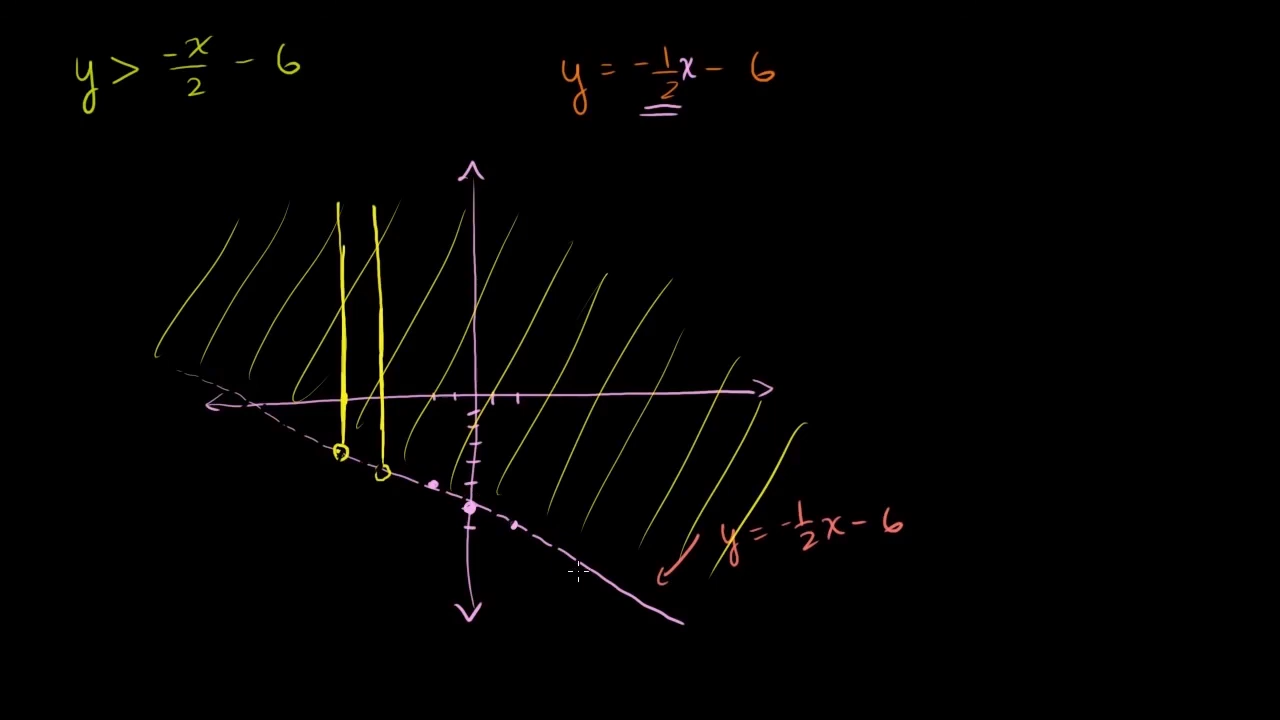 y > -x/2 - 6
y = -1/2x - 6
y = -1/2x - 6